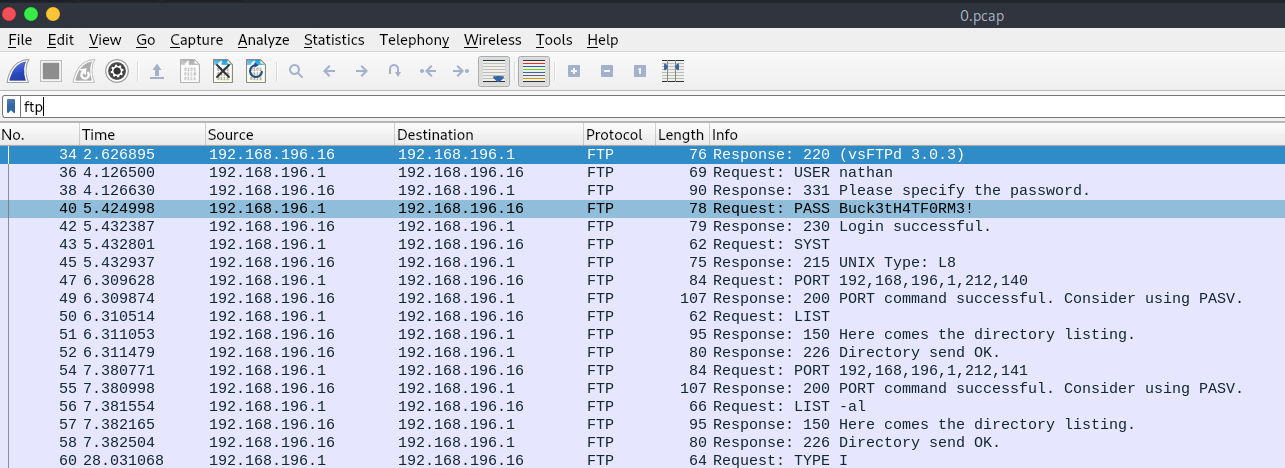 0.pcap
File Edit View Go Capture Analyze Statistics Telephony Wireless Tools Help
ftp
No. Time Source Destination Protocol Length Info
34 2.626895 192.168.196.16 192.168.196.1 FTP 76 Response: 220 (vsFTPd 3.0.3)
36 4.126500 192.168.196.1 192.168.196.16 FTP 69 Request: USER nathan
38 4.126630 192.168.196.16 192.168.196.1 FTP 90 Response: 331 Please specify the password.
40 5.424998 192.168.196.1 192.168.196.16 FTP 78 Request: PASS Buck3tH4TF0RM3!
42 5.432387 192.168.196.16 192.168.196.1 FTP 79 Response: 230 Login successful.
43 5.432801 192.168.196.1 192.168.196.16 FTP 62 Request: SYST
45 5.432937 192.168.196.16 192.168.196.1 FTP 75 Response: 215 UNIX Type: L8
47 6.309628 192.168.196.1 192.168.196.16 FTP 84 Request: PORT 192,168,196,1,212,140
49 6.309874 192.168.196.16 192.168.196.1 FTP 107 Response: 200 PORT command successful. Consider using PASV.
50 6.310514 192.168.196.1 192.168.196.16 FTP 62 Request: LIST
51 6.311053 192.168.196.16 192.168.196.1 FTP 95 Response: 150 Here comes the directory listing.
52 6.311479 192.168.196.16 192.168.196.1 FTP 80 Response: 226 Directory send OK.
54 7.380771 192.168.196.1 192.168.196.16 FTP 84 Request: PORT 192,168,196,1,212,141
55 7.380998 192.168.196.16 192.168.196.1 FTP 107 Response: 200 PORT command successful. Consider using PASV.
56 7.381554 192.168.196.1 192.168.196.16 FTP 66 Request: LIST -al
57 7.382165 192.168.196.16 192.168.196.1 FTP 95 Response: 150 Here comes the directory listing.
58 7.382504 192.168.196.16 192.168.196.1 FTP 80 Response: 226 Directory send OK.
60 28.031068 192.168.196.1 192.168.196.16 FTP 64 Request: TYPE I